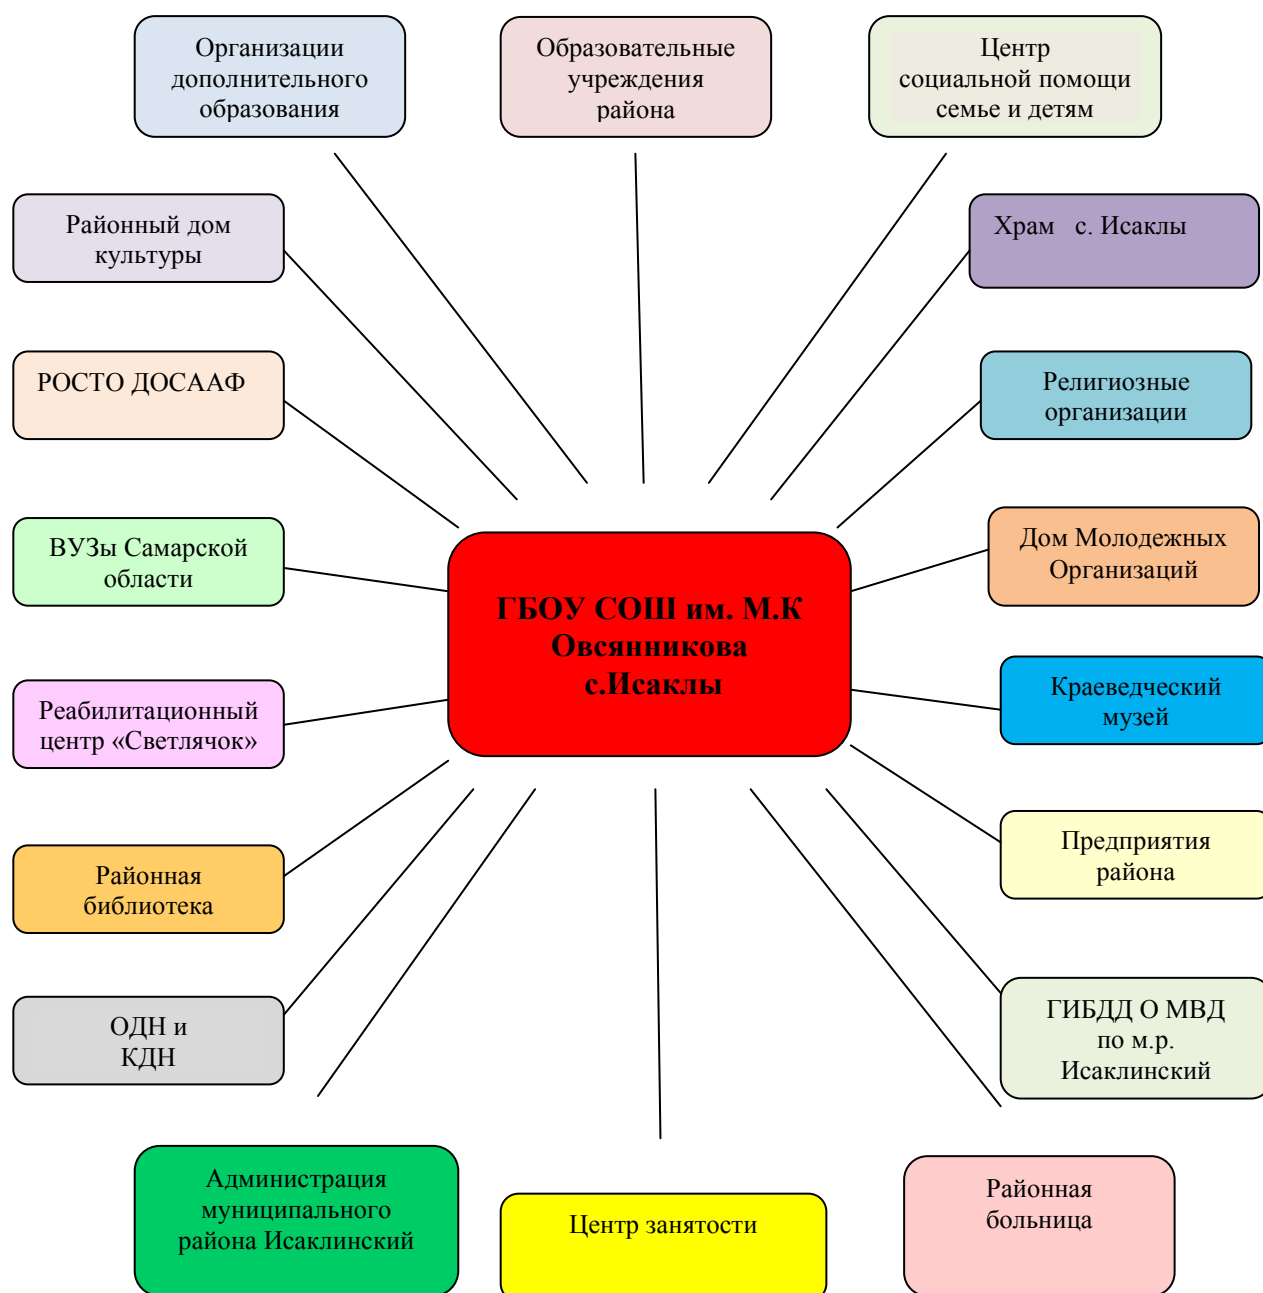 Организации
дополнительного
образования
Образовательные
учреждения
района
Центр
социальной помощи
семье и детям
Районный дом
культуры
Храм с. Исаклы
РОСТО ДОСААФ
Религиозные
организации
ВУЗы Самарской
области
Дом Молодежных
Организаций
ГБОУ СОШ им. М.К
Овсянникова
с.Исаклы
Реабилитационный
центр «Светлячок»
Краеведческий
музей
Районная
библиотека
Предприятия
района
ОДН и
КДН
ГИБДД О МВД
по м.р.
Исаклинский
Администрация
муниципального
района Исаклинский
Центр занятости
Районная
больница